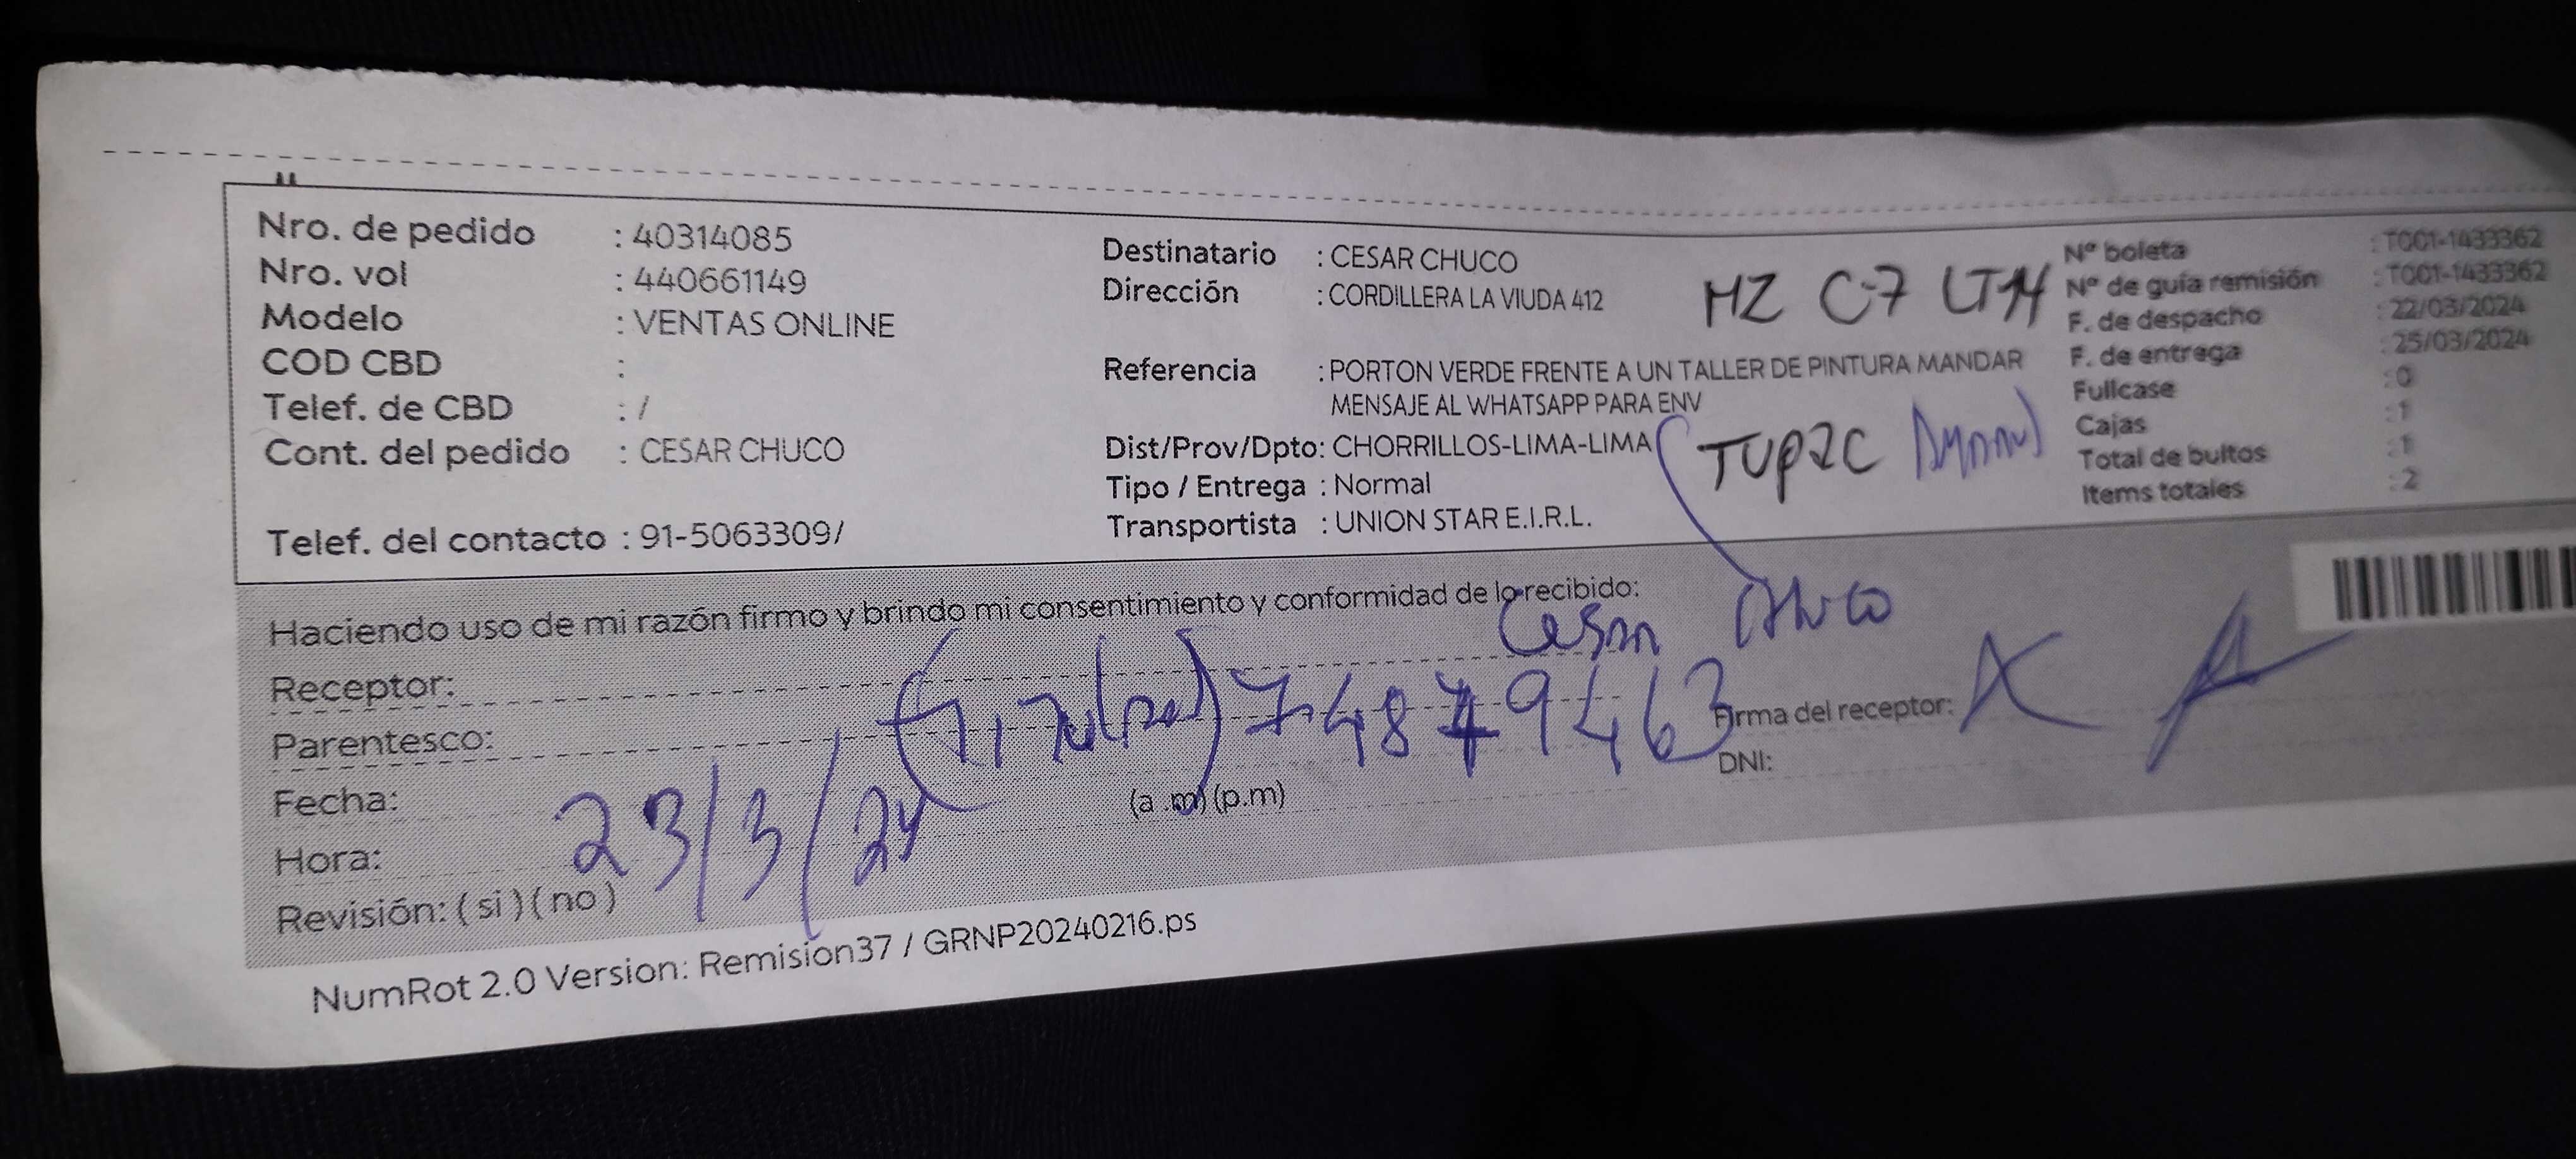 Nro. de pedido : 40314085
Nro. vol : 440661149
Modelo : VENTAS ONLINE
COD CBD :
Telef. de CBD : /
Cont. del pedido : CESAR CHUCO
Telef. del contacto : 91-5063309/
Destinatario : CESAR CHUCO
Dirección : CORDILLERA LA VIUDA 412
MZ C-7 LT14
Referencia : PORTON VERDE FRENTE A UN TALLER DE PINTURA MANDAR
MENSAJE AL WHATSAPP PARA ENV
Dist/Prov/Dpto: CHORRILLOS-LIMA-LIMA
Tipo / Entrega : Normal
Transportista : UNION STAR E.I.R.L.
Nº boleta : T001-1433362
Nº de guía remisión : T001-1433362
F. de despacho : 22/03/2024
F. de entrega : 25/03/2024
Fullcase : 0
Cajas : 1
Total de bultos : 1
Items totales : 2
Haciendo uso de mi razón firmo y brindo mi consentimiento y conformidad de lo recibido:
Cesar Chuco
Receptor:
Parentesco: (Titular) 74879463
Firma del receptor: X
DNI:
Fecha: 23/3/24
Hora: (a.m) (p.m)
Revisión: ( si ) ( no )
NumRot 2.0 Version: Remision37 / GRNP20240216.ps